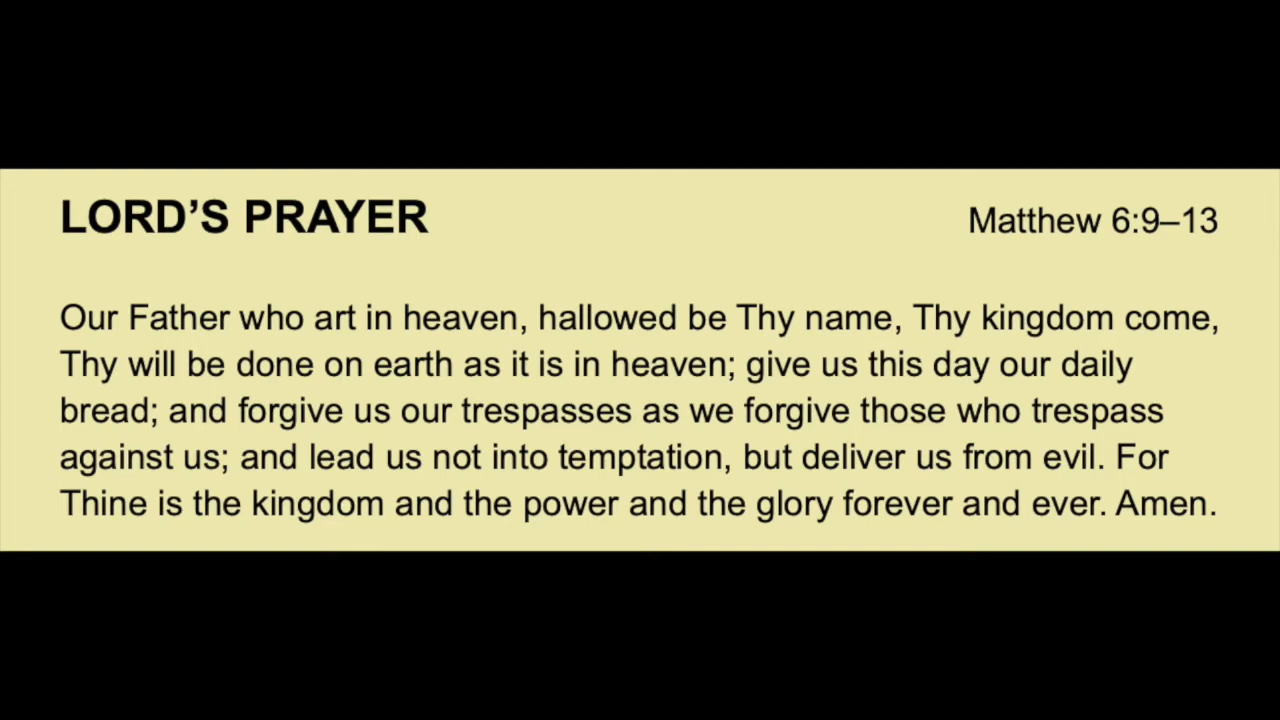 LORD’S PRAYER
Matthew 6:9–13
Our Father who art in heaven, hallowed be Thy name, Thy kingdom come,
Thy will be done on earth as it is in heaven; give us this day our daily
bread; and forgive us our trespasses as we forgive those who trespass
against us; and lead us not into temptation, but deliver us from evil. For
Thine is the kingdom and the power and the glory forever and ever. Amen.